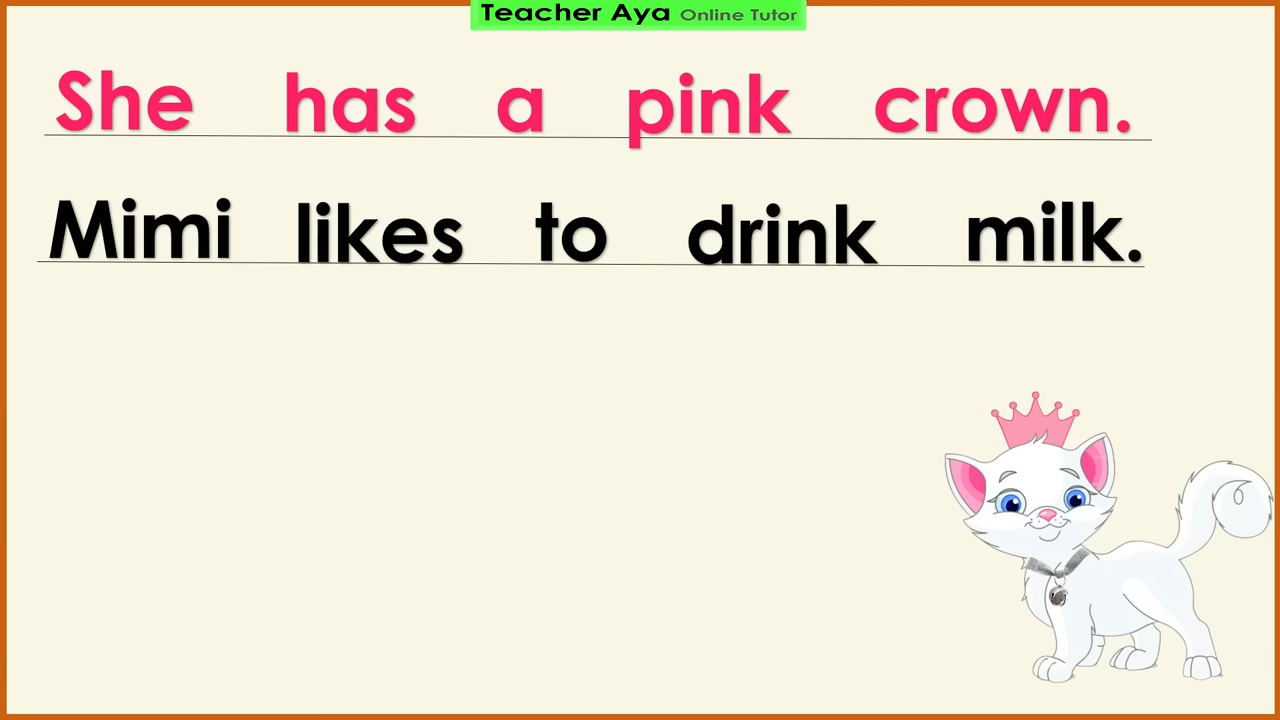 Teacher Aya Online Tutor
She has a pink crown.
Mimi likes to drink milk.